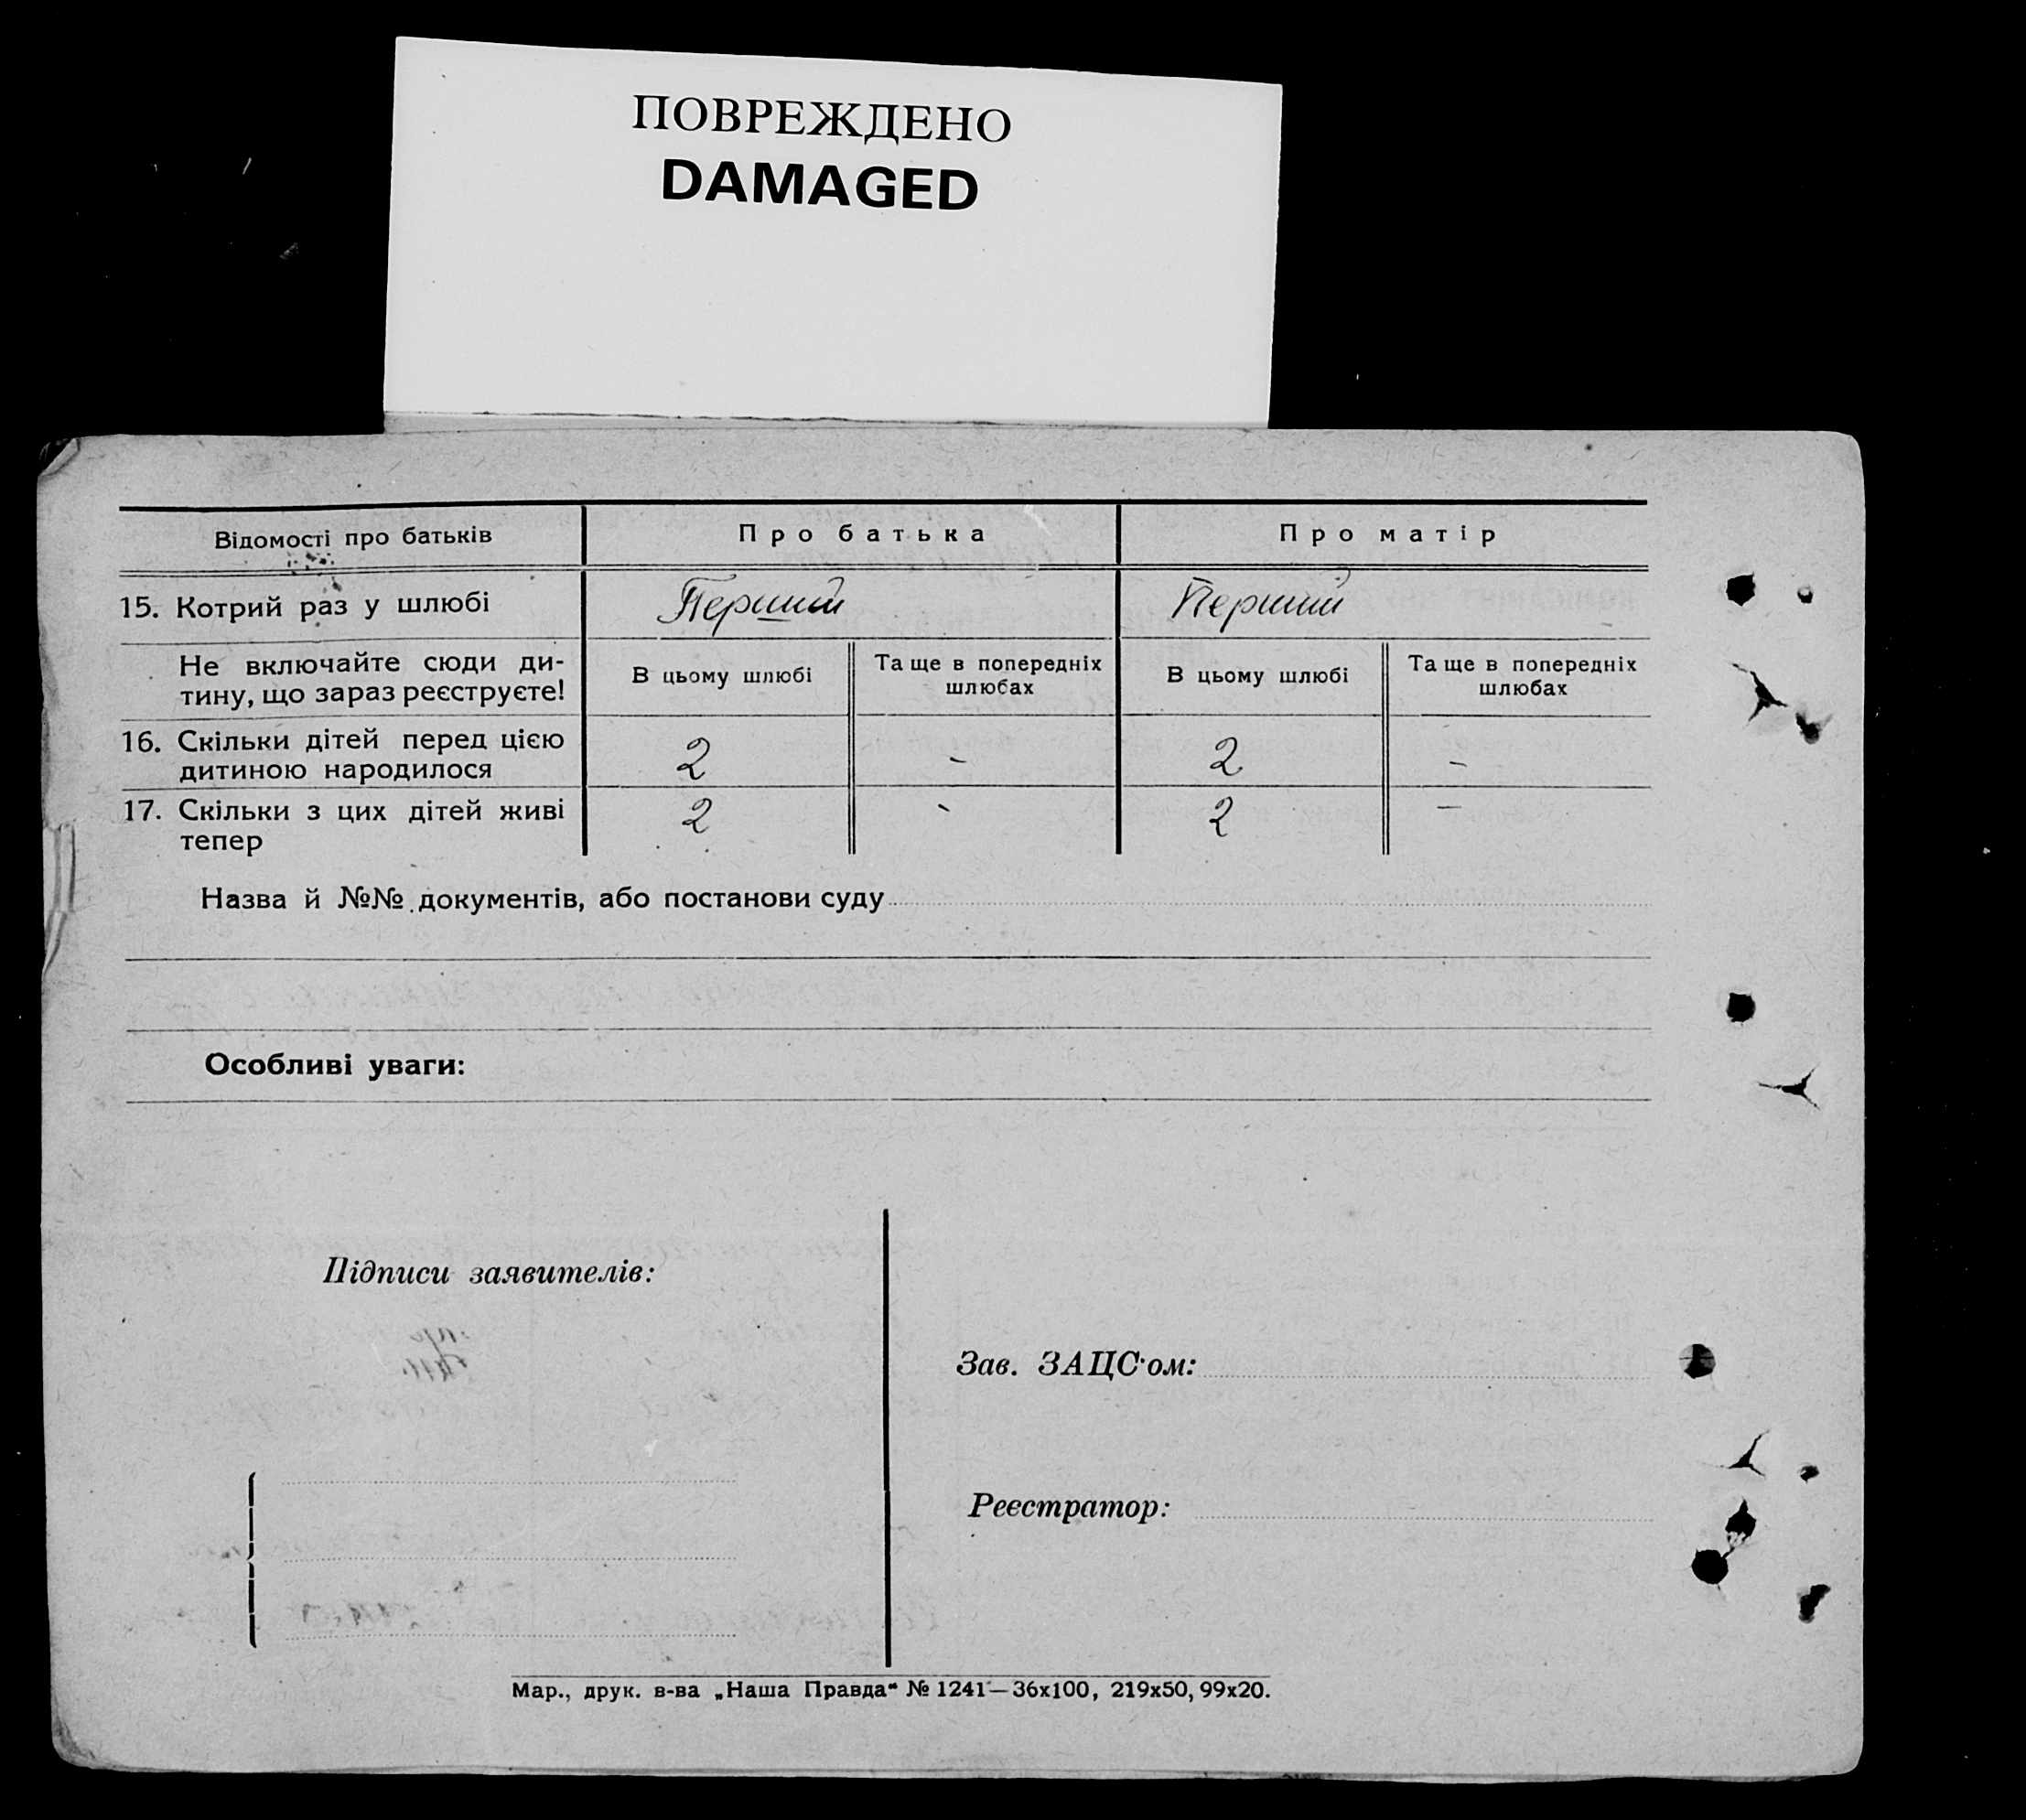 ПОВРЕЖДЕНО
DAMAGED
Відомості про батьків
Про батька
Про матір
15. Котрий раз у шлюбі
Перший
Перший
Не включайте сюди ди-
тину, що зараз реєструєте!
В цьому шлюбі
Та ще в попередніх
шлюбах
В цьому шлюбі
Та ще в попередніх
шлюбах
16. Скільки дітей перед цією
дитиною народилося
2
-
2
-
17. Скільки з цих дітей живі
тепер
2
-
2
-
Назва й №№ документів, або постанови суду
Особливі уваги:
Підписи заявителів:
Зав. ЗАЦС'ом:
Реєстратор:
Мар., друк. в-ва „Наша Правда" № 1241—36х100, 219х50, 99х20.